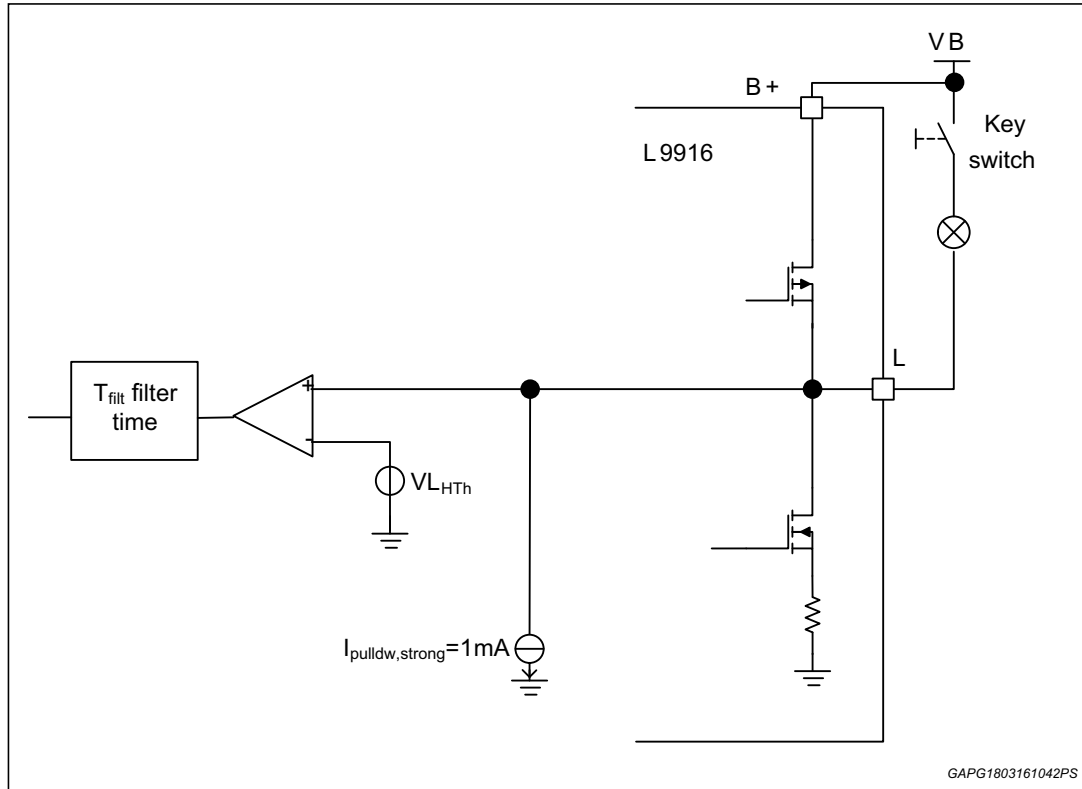 VB
B+
L9916
Key
switch
L
T_filt filter
time
+
-
VL_HTh
I_pulldw,strong=1mA
GAPG1803161042PS